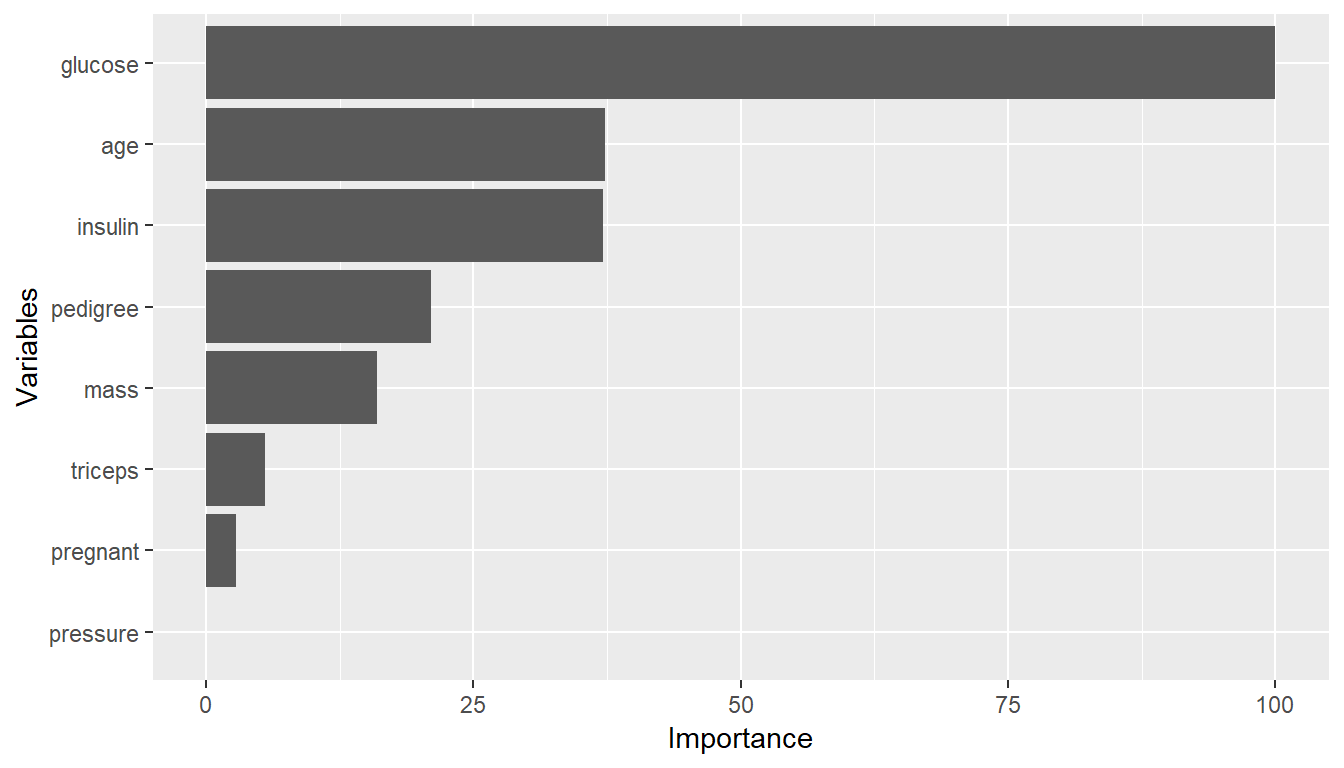 glucose
age
insulin
pedigree
mass
triceps
pregnant
pressure
Variables
0 25 50 75 100
Importance